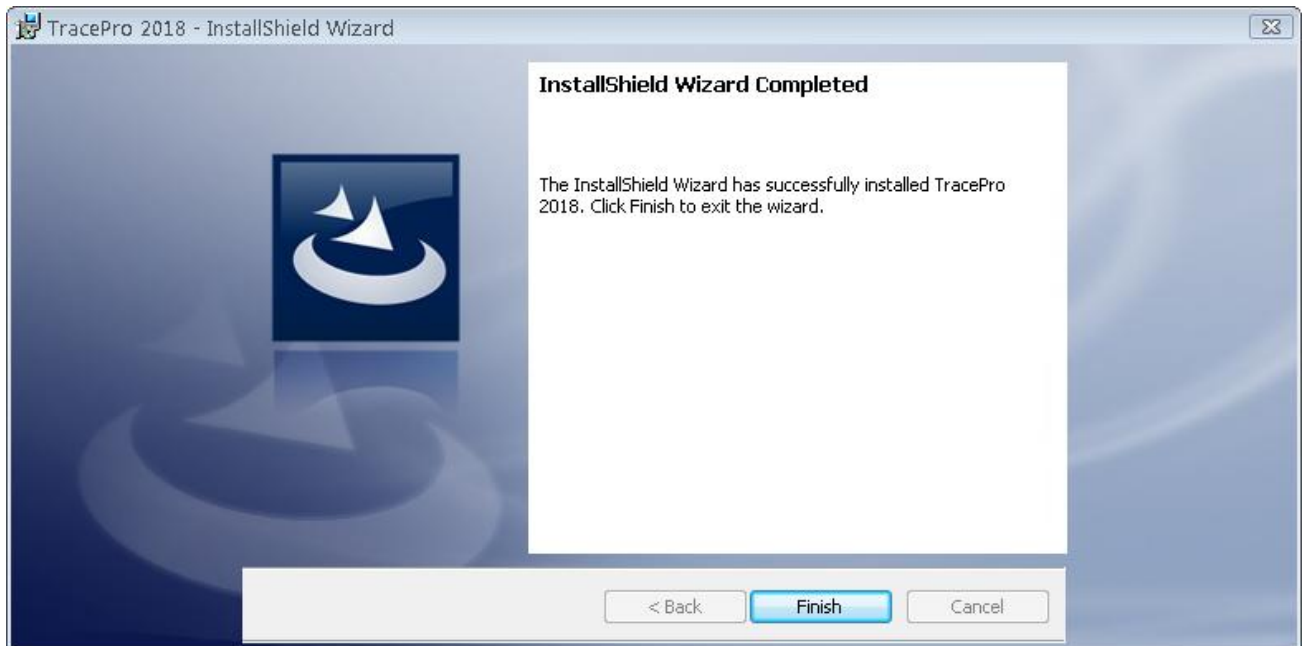 TracePro 2018 - InstallShield Wizard
InstallShield Wizard Completed
The InstallShield Wizard has successfully installed TracePro
2018. Click Finish to exit the wizard.
< Back Finish Cancel